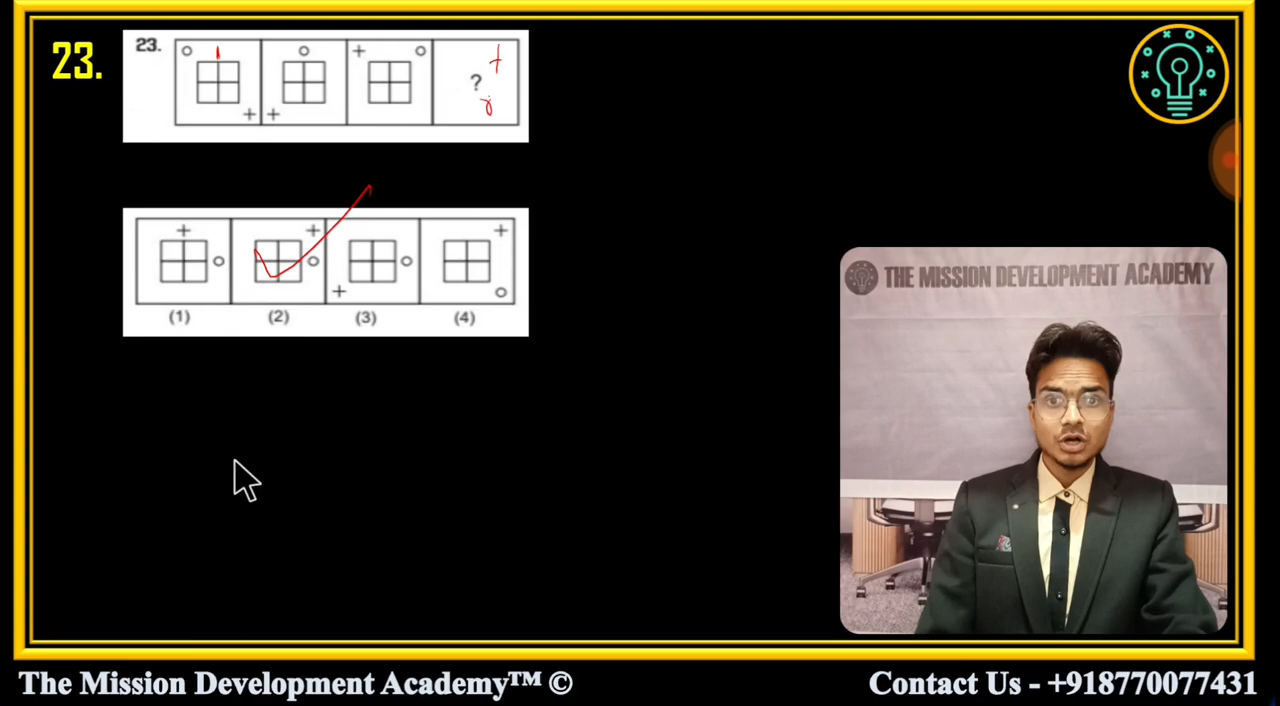 23.
23.
?
(1) (2) (3) (4)
THE MISSION DEVELOPMENT ACADEMY
The Mission Development Academy™ ©
Contact Us - +918770077431